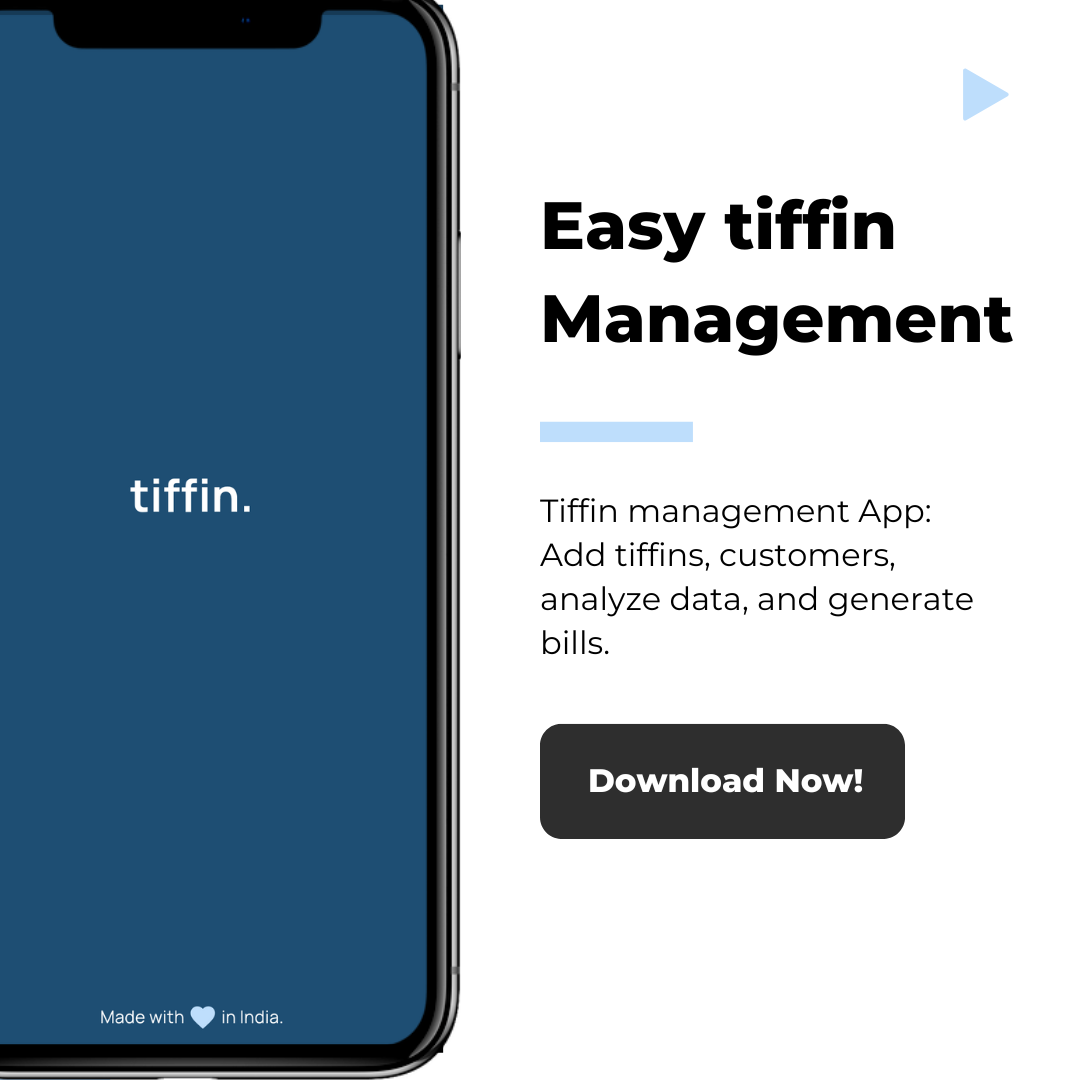 Easy tiffin
Management
Tiffin management App:
Add tiffins, customers,
analyze data, and generate
bills.
Download Now!
tiffin.
Made with in India.